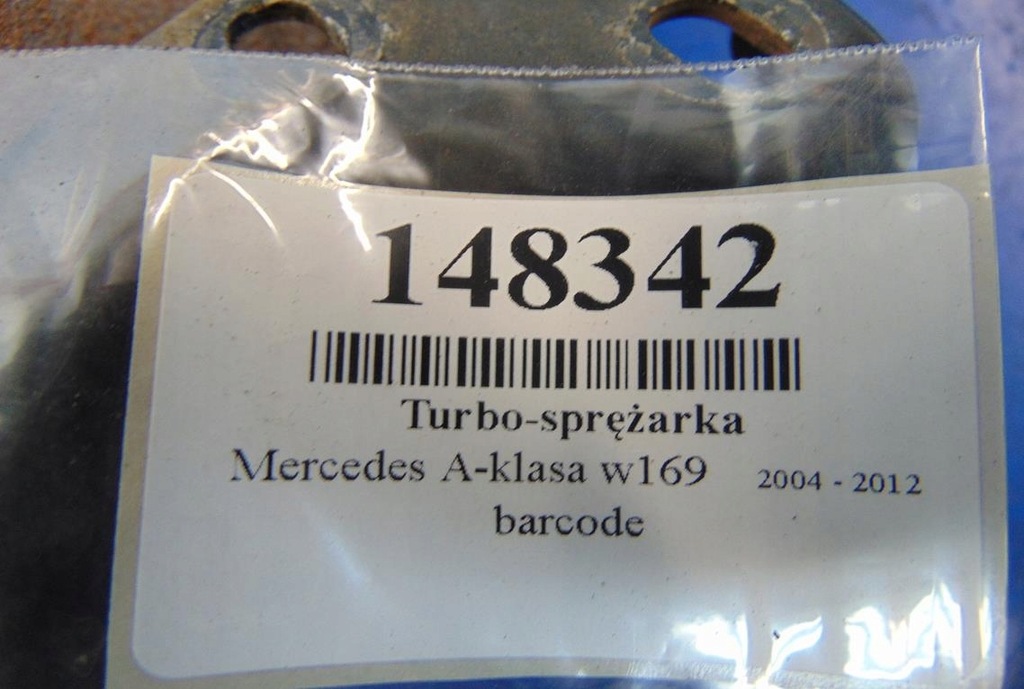 148342
Turbo-sprężarka
Mercedes A-klasa w169 2004 - 2012
barcode